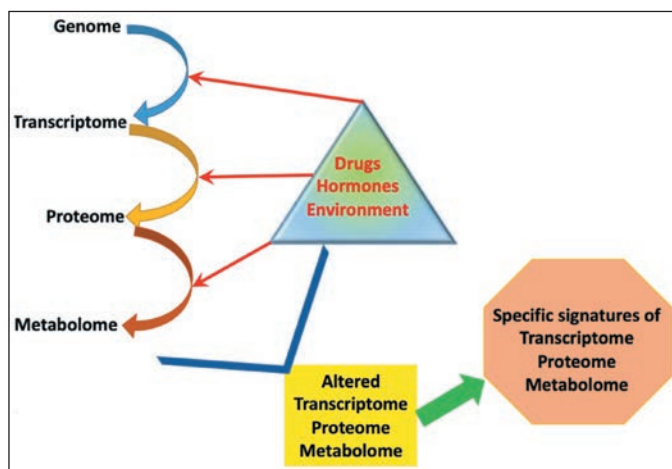 Genome
Transcriptome
Proteome
Metabolome
Drugs
Hormones
Environment
Altered
Transcriptome
Proteome
Metabolome
Specific signatures of
Transcriptome
Proteome
Metabolome